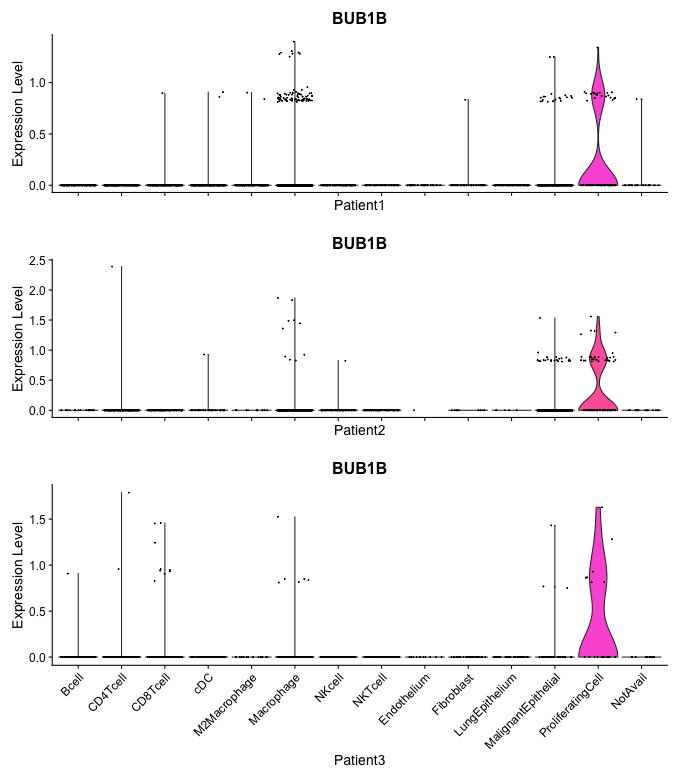 BUB1B
Expression Level
1.0
0.5
0.0
Patient1
BUB1B
Expression Level
2.5
2.0
1.5
1.0
0.5
0.0
Patient2
BUB1B
Expression Level
1.5
1.0
0.5
0.0
Bcell
CD4Tcell
CD8Tcell
cDC
M2Macrophage
Macrophage
NKcell
NKTcell
Endothelium
Fibroblast
LungEpithelium
MalignantEpithelial
ProliferatingCell
NotAvail
Patient3